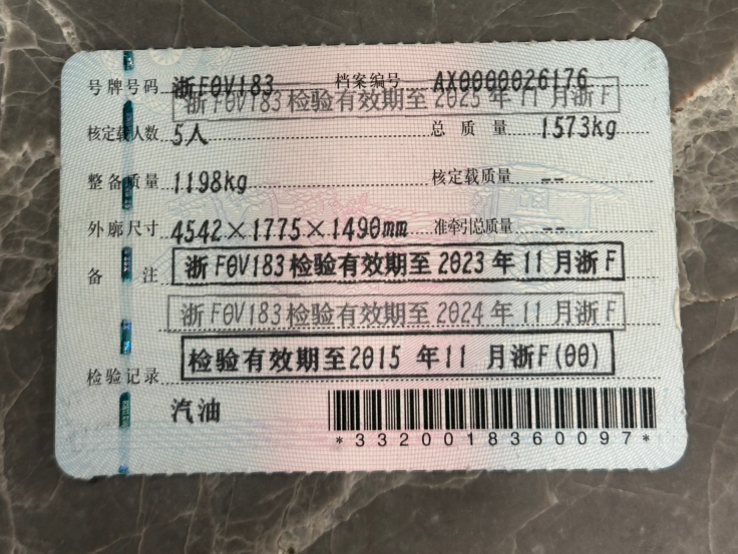 号牌号码 浙F0V183 档案编号 AX0000026176
浙F0V183检验有效期至2025年11月浙F
核定载人数 5人 总质量 1573kg
整备质量 1198kg 核定载质量 --
外廓尺寸 4542×1775×1490mm 准牵引总质量 --
备注 浙F0V183检验有效期至2023年11月浙F
浙F0V183检验有效期至2024年11月浙F
检验有效期至2015年11月浙F(00)
检验记录
汽油
*3320018360097*